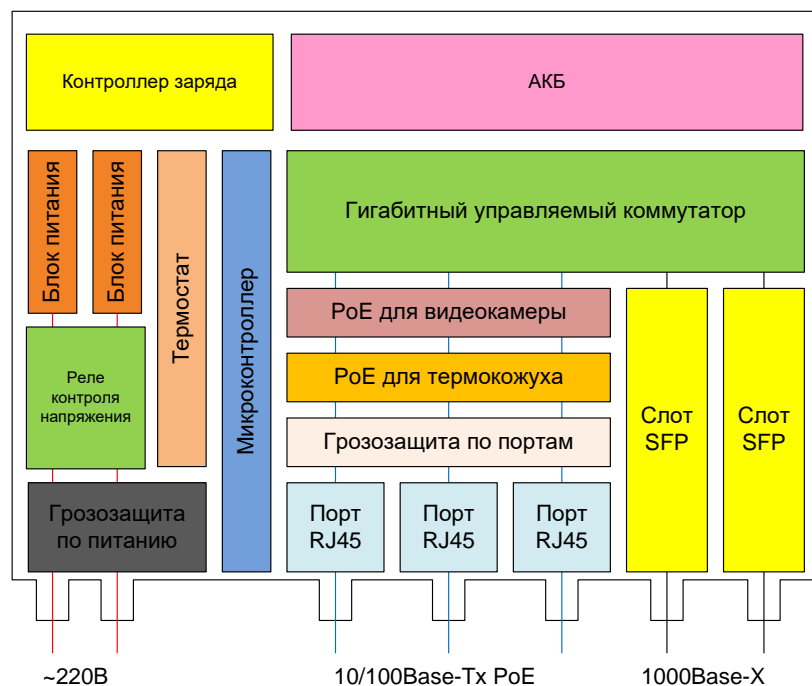 Контроллер заряда
АКБ
Блок питания
Блок питания
Термостат
Микроконтроллер
Гигабитный управляемый коммутатор
PoE для видеокамеры
PoE для термокожуха
Грозозащита по портам
Реле
контроля
напряжения
Слот
SFP
Слот
SFP
Грозозащита
по питанию
Порт
RJ45
Порт
RJ45
Порт
RJ45
~220В
10/100Base-Tx PoE
1000Base-X